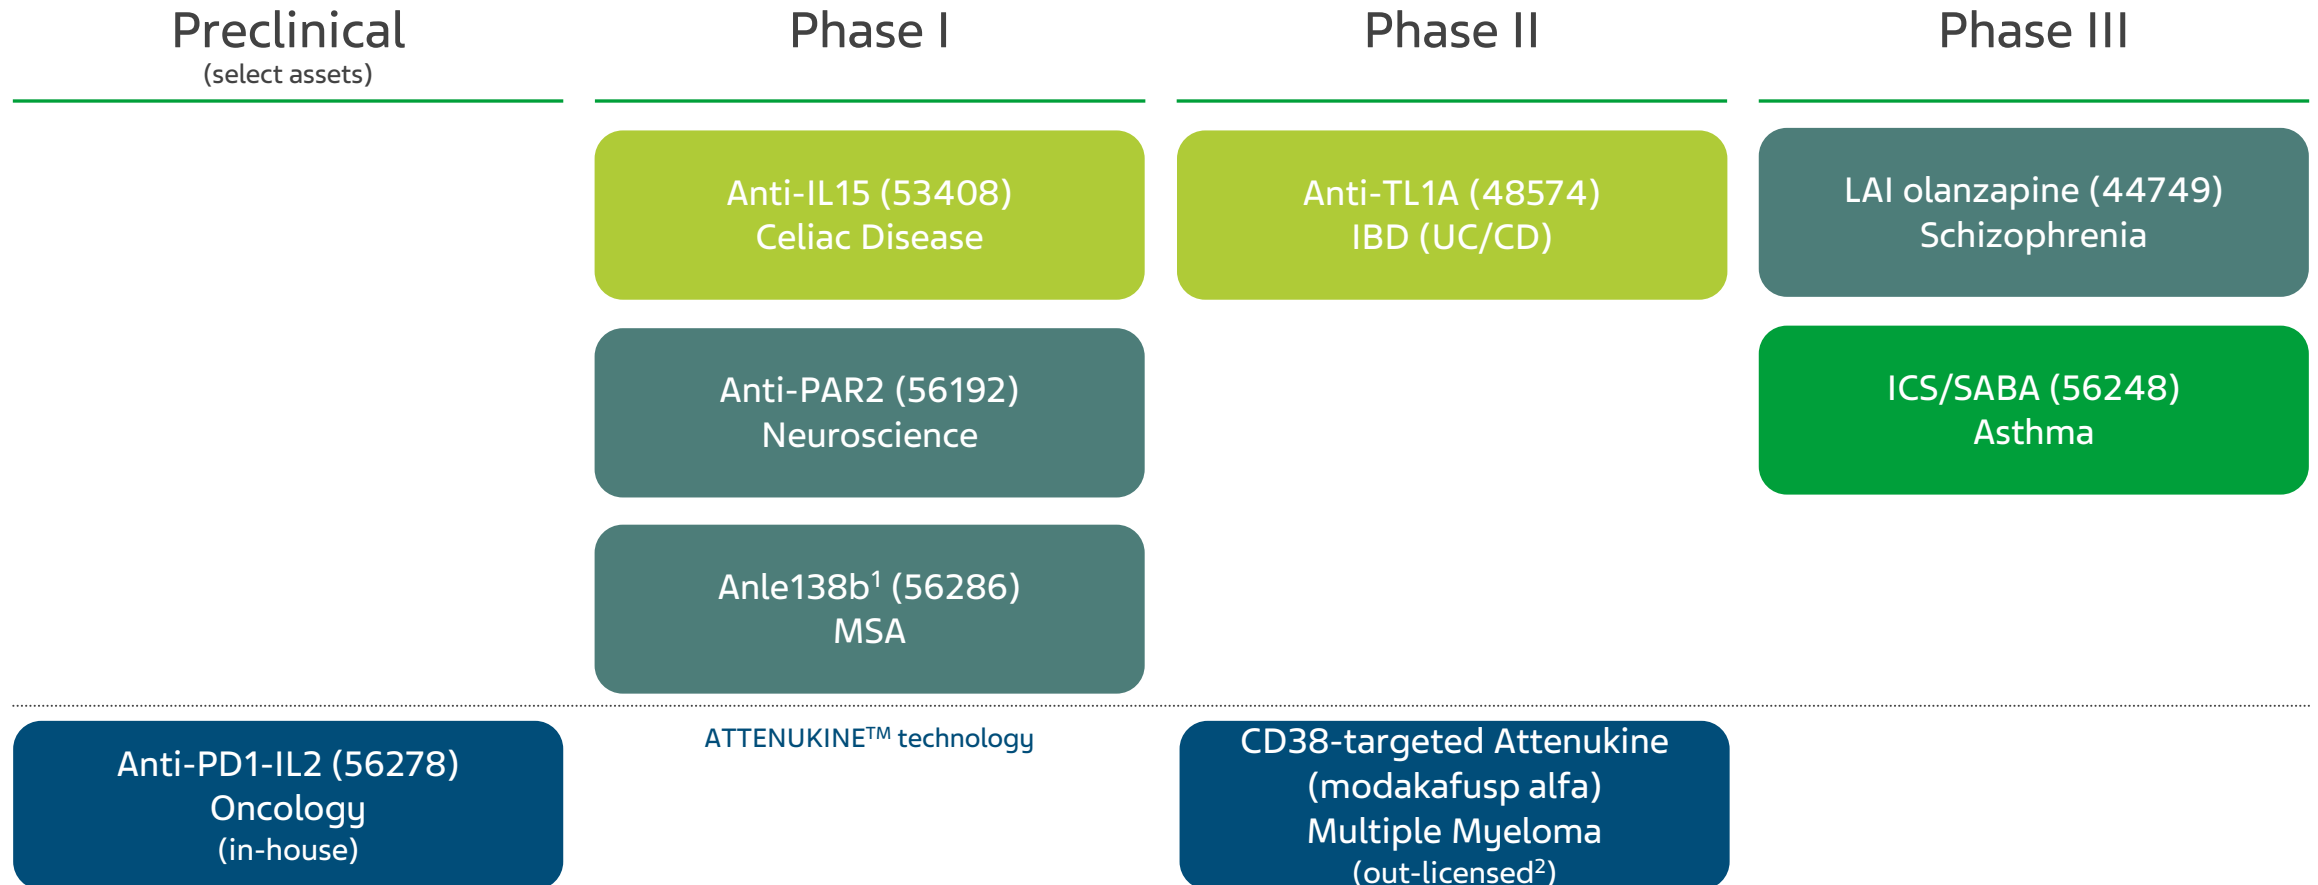 Preclinical
(select assets)
Phase I
Phase II
Phase III
Anti-IL15 (53408)
Celiac Disease
Anti-TL1A (48574)
IBD (UC/CD)
LAI olanzapine (44749)
Schizophrenia
Anti-PAR2 (56192)
Neuroscience
ICS/SABA (56248)
Asthma
Anle138b¹ (56286)
MSA
Anti-PD1-IL2 (56278)
Oncology
(in-house)
ATTENUKINE™ technology
CD38-targeted Attenukine
(modakafusp alfa)
Multiple Myeloma
(out-licensed²)